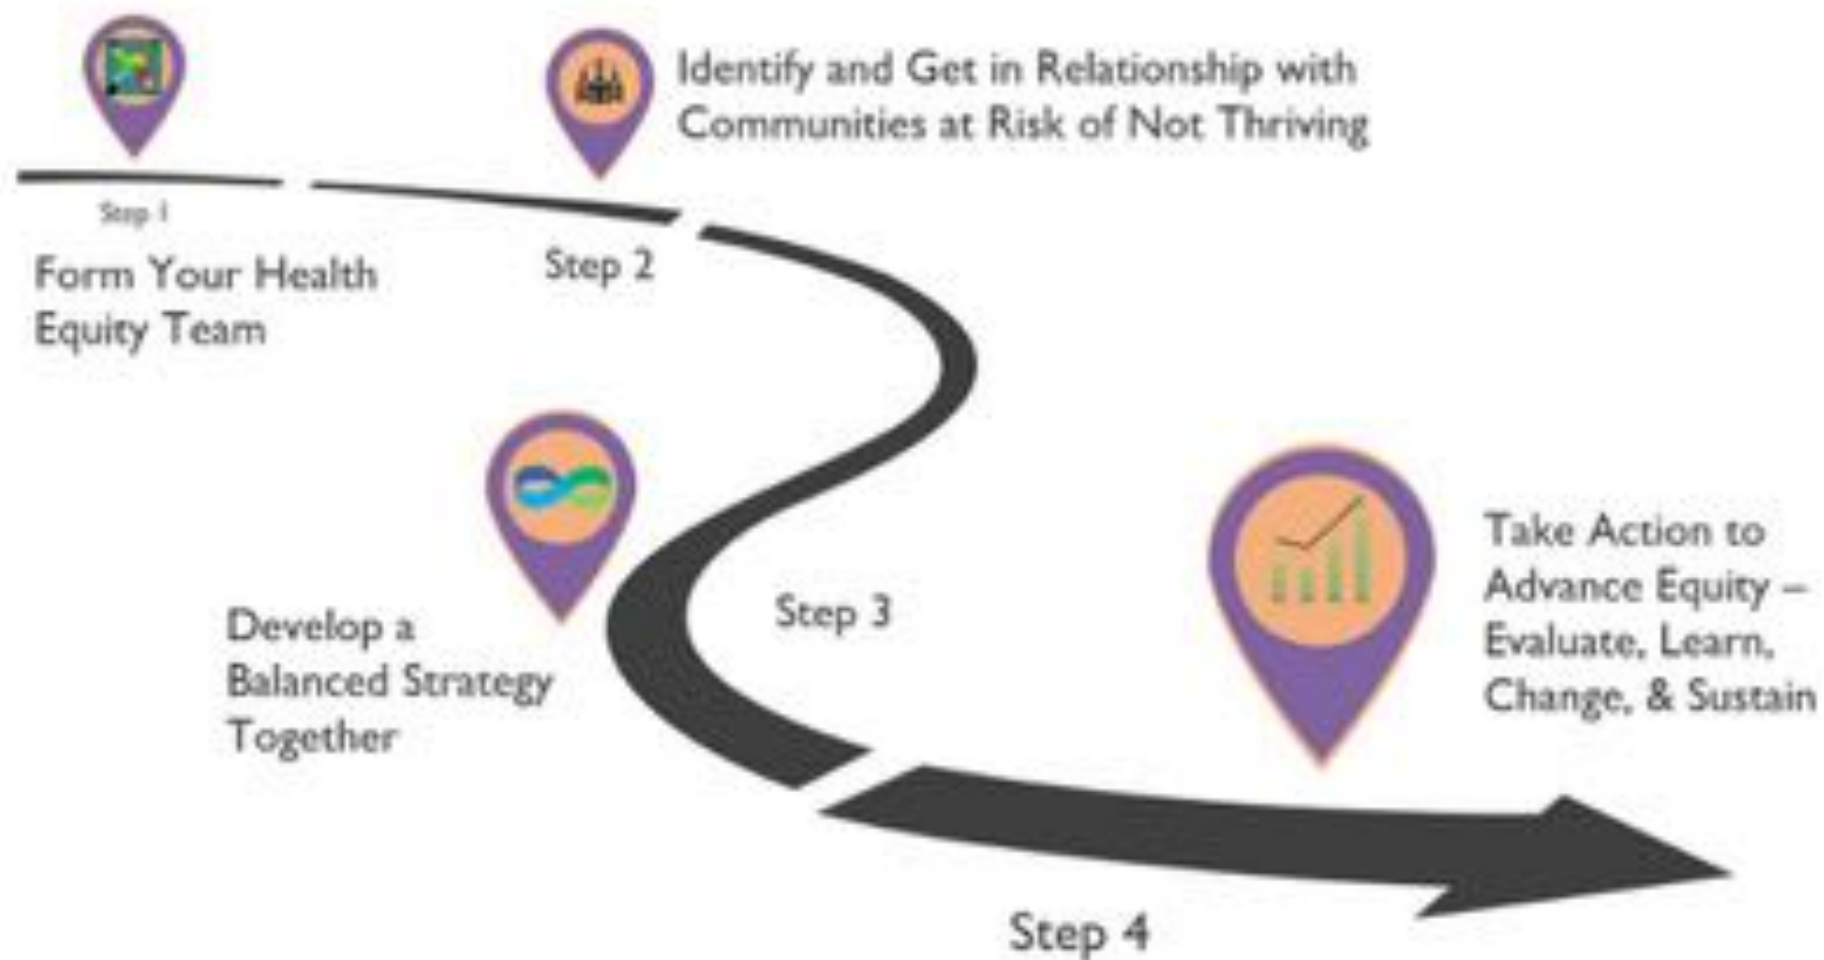 Step 1
Form Your Health
Equity Team
Identify and Get in Relationship with
Communities at Risk of Not Thriving
Step 2
Develop a
Balanced Strategy
Together
Step 3
Take Action to
Advance Equity –
Evaluate, Learn,
Change, & Sustain
Step 4